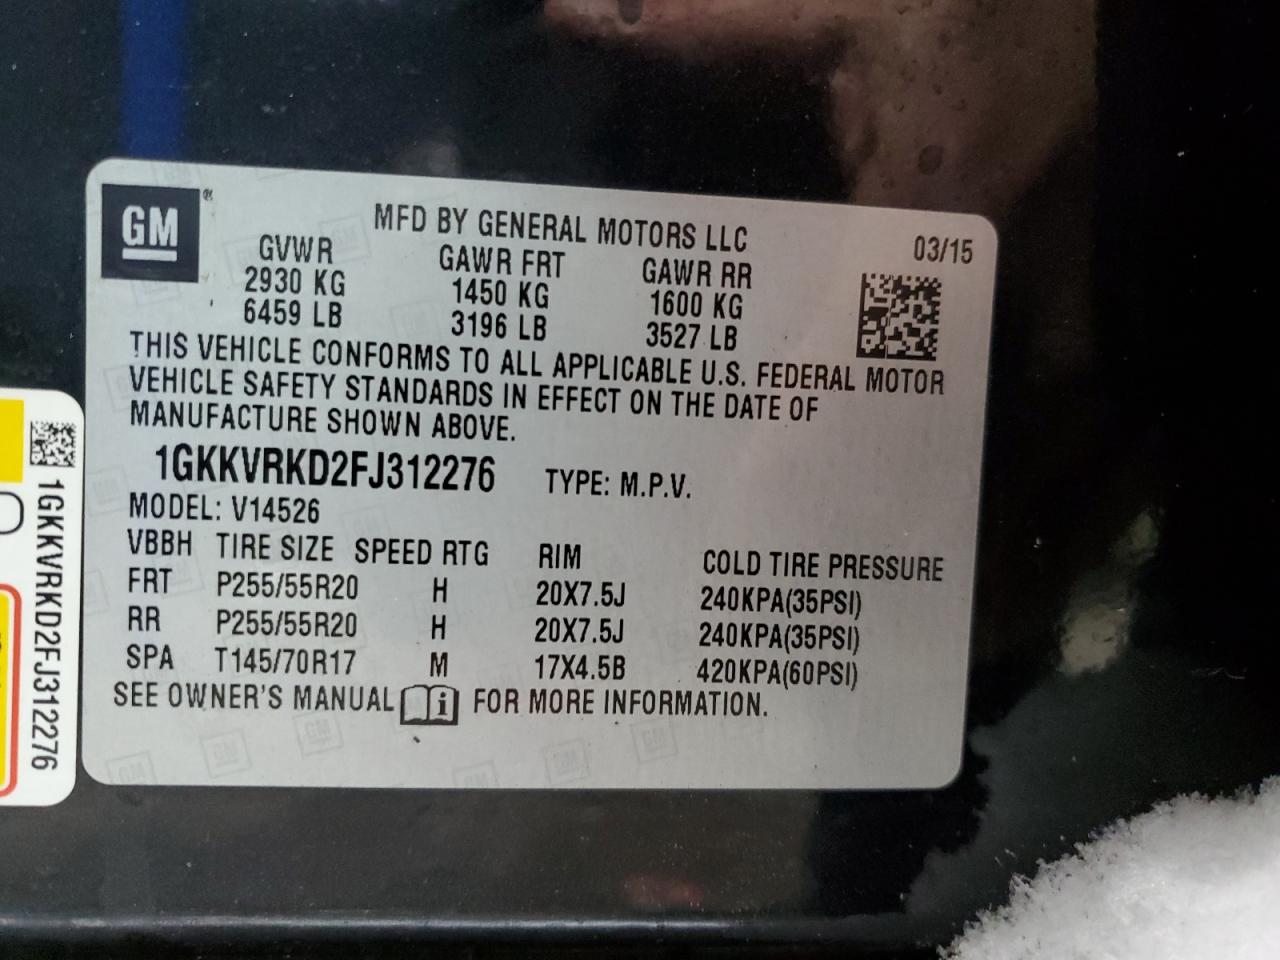 GM
®
MFD BY GENERAL MOTORS LLC
03/15
GVWR GAWR FRT GAWR RR
2930 KG 1450 KG 1600 KG
6459 LB 3196 LB 3527 LB
THIS VEHICLE CONFORMS TO ALL APPLICABLE U.S. FEDERAL MOTOR
VEHICLE SAFETY STANDARDS IN EFFECT ON THE DATE OF
MANUFACTURE SHOWN ABOVE.
1GKKVRKD2FJ312276 TYPE: M.P.V.
MODEL: V14526
VBBH TIRE SIZE SPEED RTG RIM COLD TIRE PRESSURE
FRT P255/55R20 H 20X7.5J 240KPA(35PSI)
RR P255/55R20 H 20X7.5J 240KPA(35PSI)
SPA T145/70R17 M 17X4.5B 420KPA(60PSI)
SEE OWNER'S MANUAL i FOR MORE INFORMATION.
1GKKVRKD2FJ312276